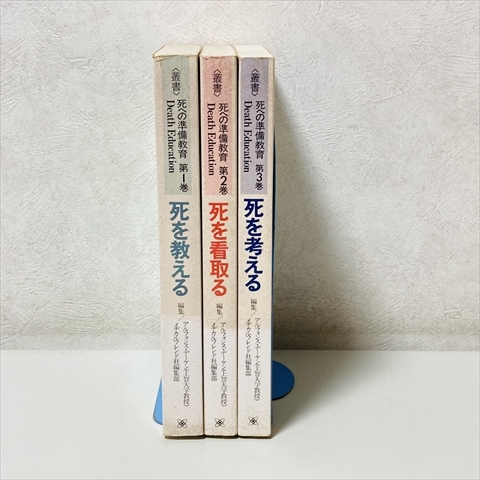 〈叢書〉
死への準備教育 第1巻
Death Education
死を教える
編集/アルフォンス・デーケン(上智大学教授)
メヂカルフレンド社編集部
〈叢書〉
死への準備教育 第2巻
Death Education
死を看取る
編集/アルフォンス・デーケン(上智大学教授)
メヂカルフレンド社編集部
〈叢書〉
死への準備教育 第3巻
Death Education
死を考える
編集/アルフォンス・デーケン(上智大学教授)
メヂカルフレンド社編集部